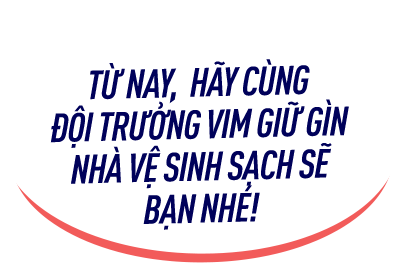 TỪ NAY, HÃY CÙNG
ĐỘI TRƯỞNG VIM GIỮ GÌN
NHÀ VỆ SINH SẠCH SẼ
BẠN NHÉ!